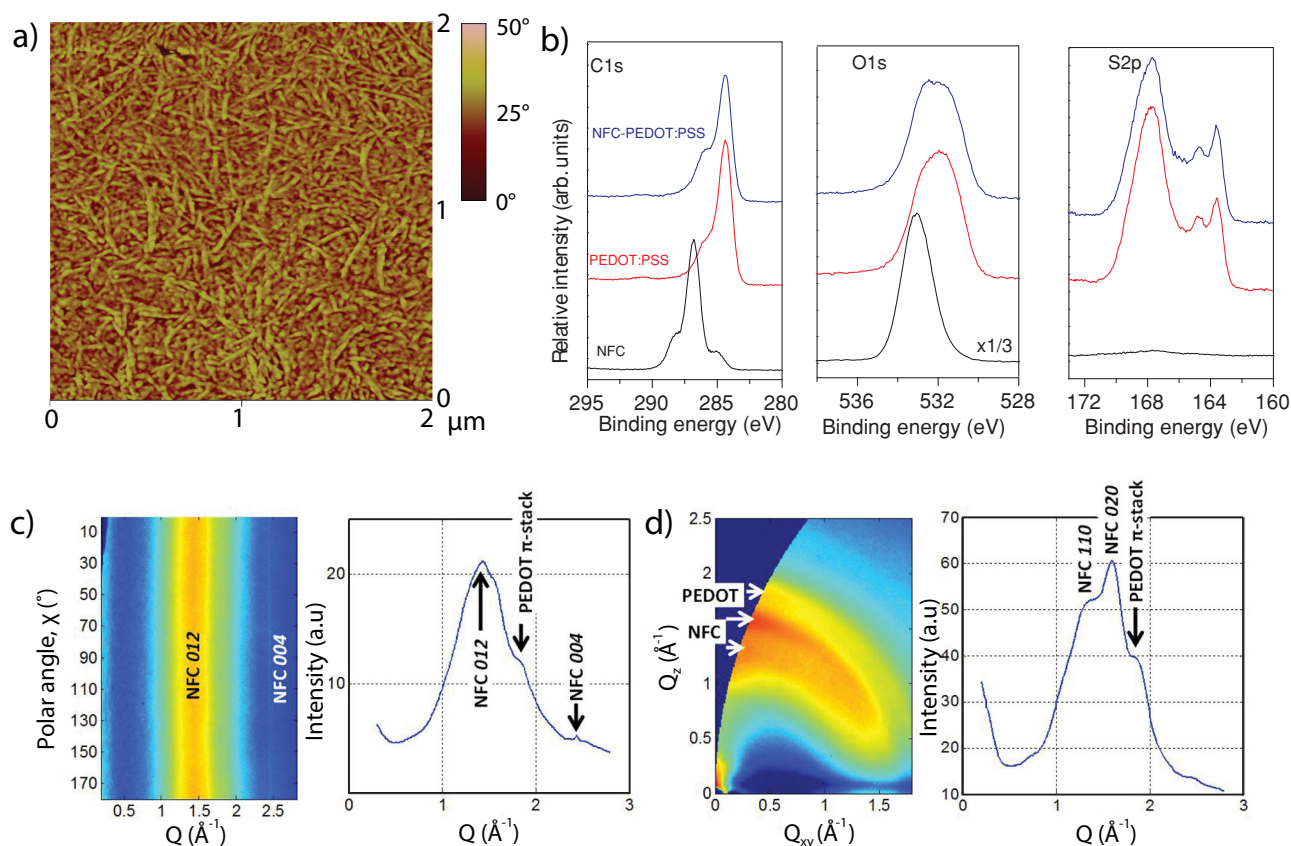 a)
2
1
0
0
1
2
µm
50°
25°
0°
b)
Relative intensity (arb. units)
C1s
NFC-PEDOT:PSS
PEDOT:PSS
NFC
295 290 285 280
Binding energy (eV)
O1s
x1/3
536 532 528
Binding energy (eV)
S2p
172 168 164 160
Binding energy (eV)
c)
Polar angle, χ (°)
10
30
50
70
90
110
130
150
170
NFC 012
NFC 004
0.5 1 1.5 2 2.5
Q (Å⁻¹)
Intensity (a.u)
20
10
NFC 012
PEDOT π-stack
NFC 004
0 1 2 3
Q (Å⁻¹)
d)
Q_z (Å⁻¹)
2.5
2
PEDOT
NFC
1
0.5
0
0 0.5 1 1.5
Q_xy (Å⁻¹)
Intensity (a.u)
70
60
50
40
30
20
10
NFC 110
NFC 020
PEDOT π-stack
0 1 2 3
Q (Å⁻¹)